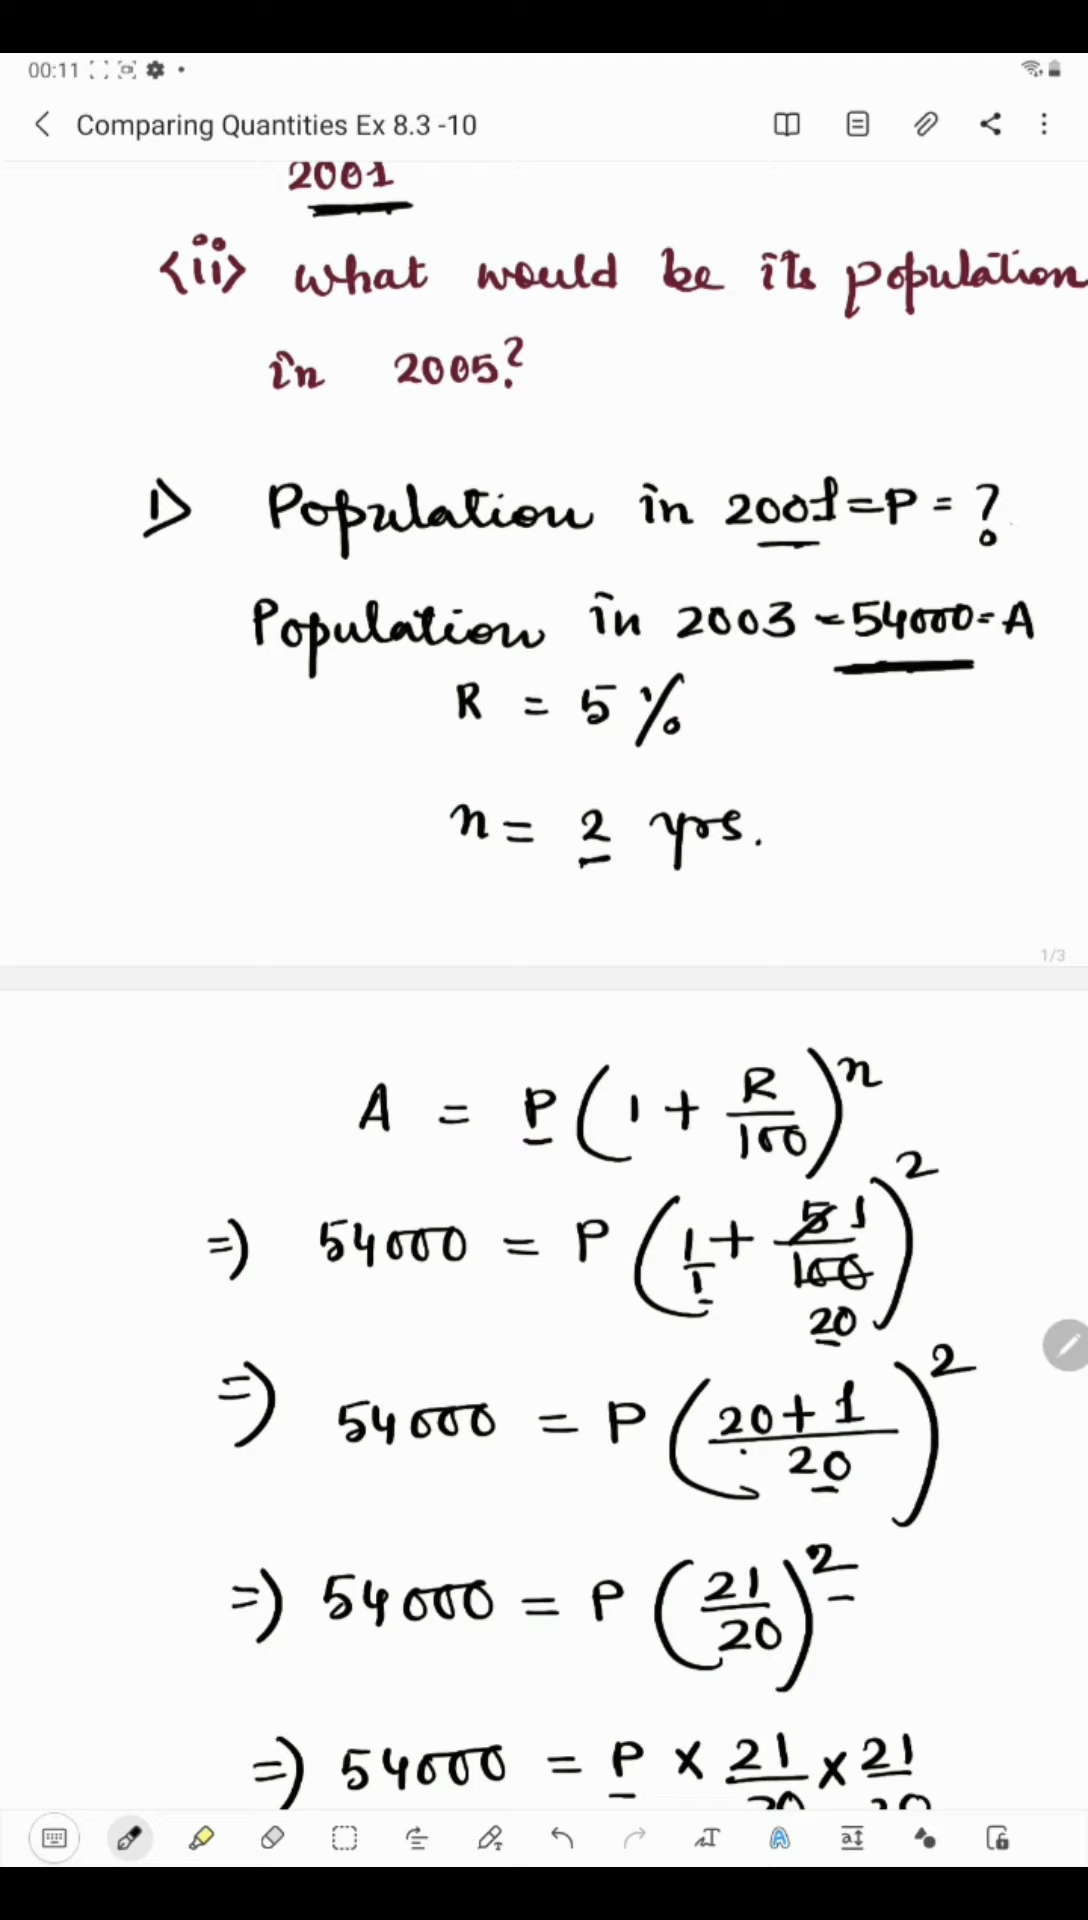 00:11
Comparing Quantities Ex 8.3 -10
2001
<ii> what would be its population
in 2005?
1> Population in 2001 = P = ?
Population in 2003 = 54000 = A
R = 5 %
n = 2 yrs.
1/3
A = P ( 1 + R/100 )^n
=) 54000 = P ( 1/1 + 5 1/100 20 )^2
=) 54000 = P ( 20+1/20 )^2
=) 54000 = P ( 21/20 )^2
=) 54000 = P × 21/20 × 21/20